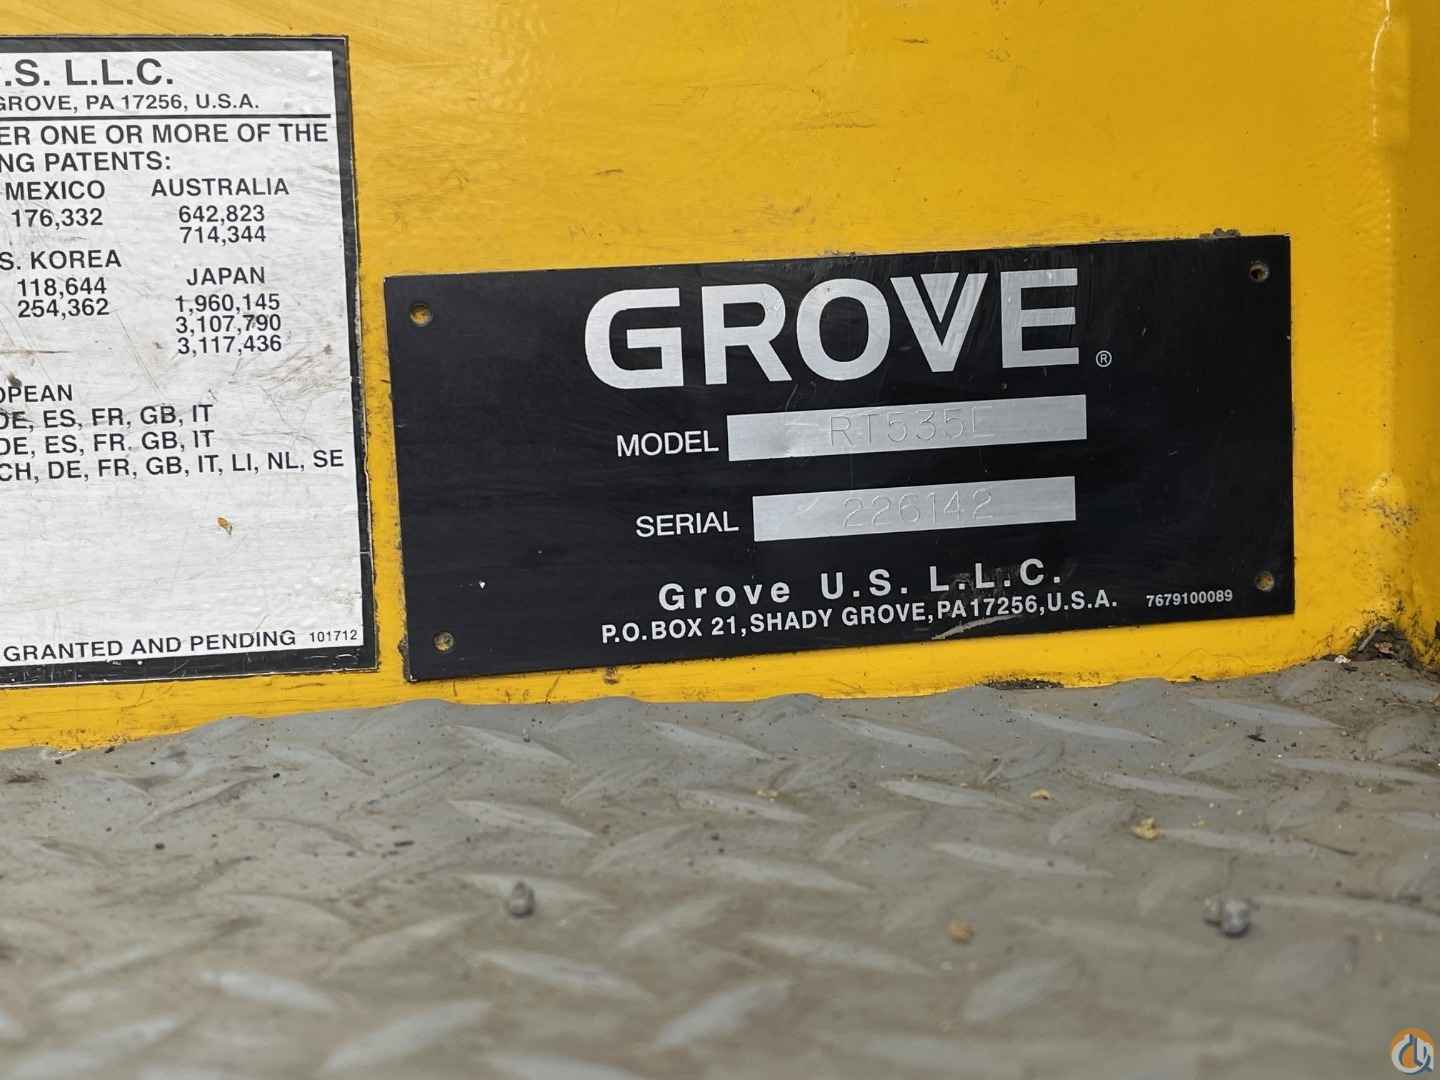 .S. L.L.C.
GROVE, PA 17256, U.S.A.
ER ONE OR MORE OF THE
NG PATENTS:
MEXICO AUSTRALIA
176,332 642,823
714,344
S. KOREA
118,644 JAPAN
254,362 1,960,145
3,107,790
3,117,436
OPEAN
DE, ES, FR, GB, IT
DE, ES, FR. GB, IT
CH, DE, FR, GB, IT, LI, NL, SE
GRANTED AND PENDING 101712
GROVE®
MODEL RT535E
SERIAL 226142
Grove U.S. L.L.C.
P.O.BOX 21, SHADY GROVE, PA 17256, U.S.A. 7679100089